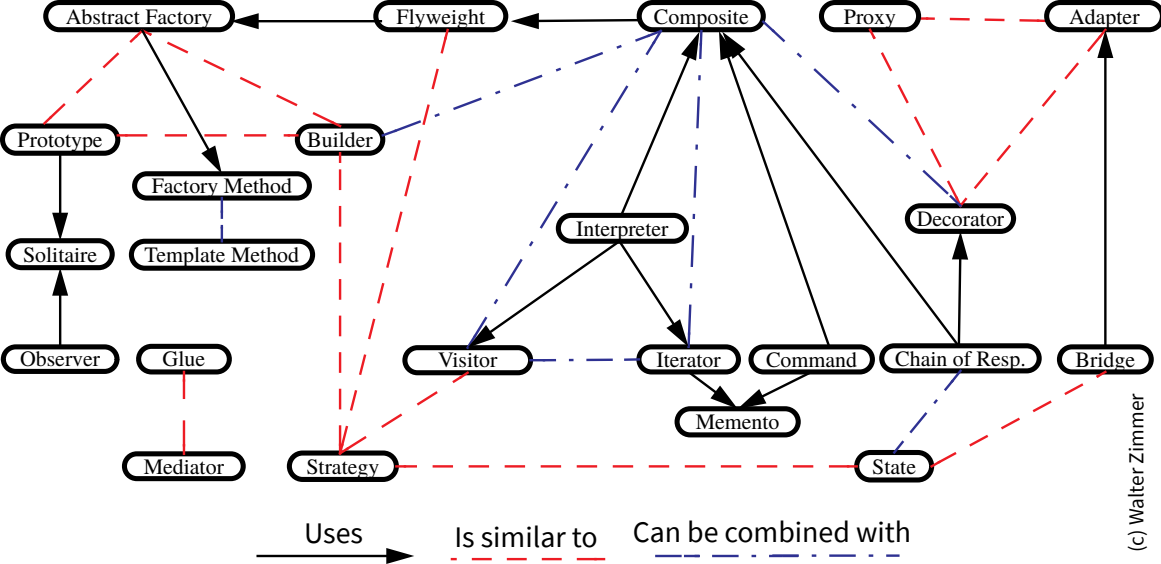 Abstract Factory
Flyweight
Composite
Proxy
Adapter
Prototype
Builder
Factory Method
Decorator
Interpreter
Solitaire
Template Method
Observer
Glue
Visitor
Iterator
Command
Chain of Resp.
Bridge
Memento
Mediator
Strategy
State
(c) Walter Zimmer
Uses
Is similar to
Can be combined with